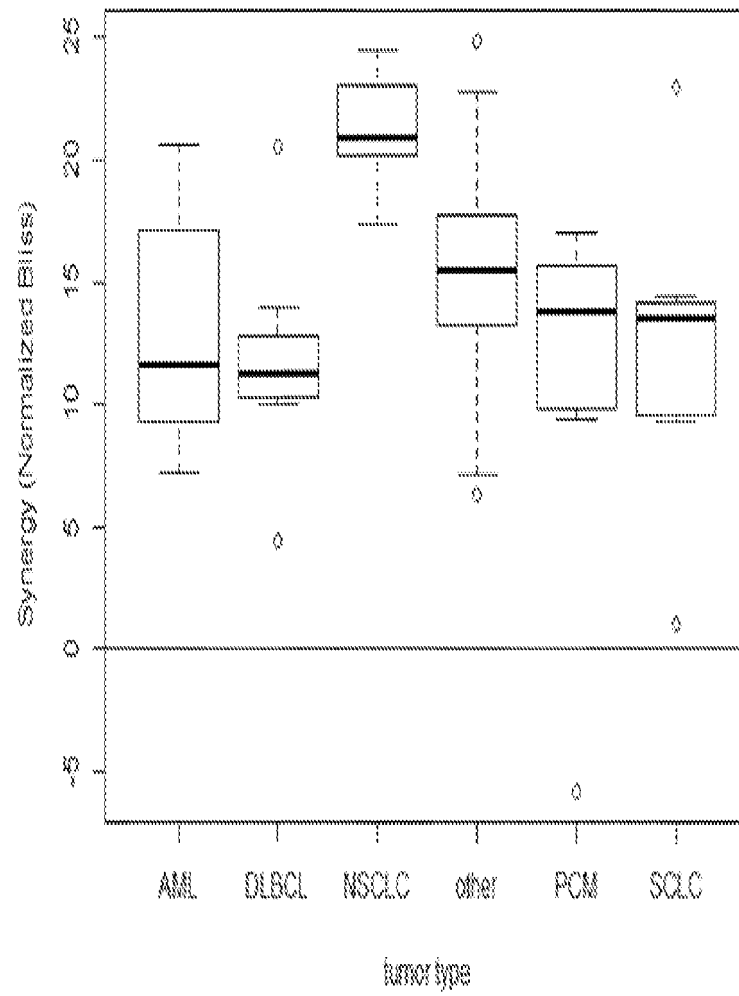 Synergy (Normalized Bliss)
25
20
15
10
5
0
-5
AML DLBCL NSCLC other PCM SCLC
tumor type